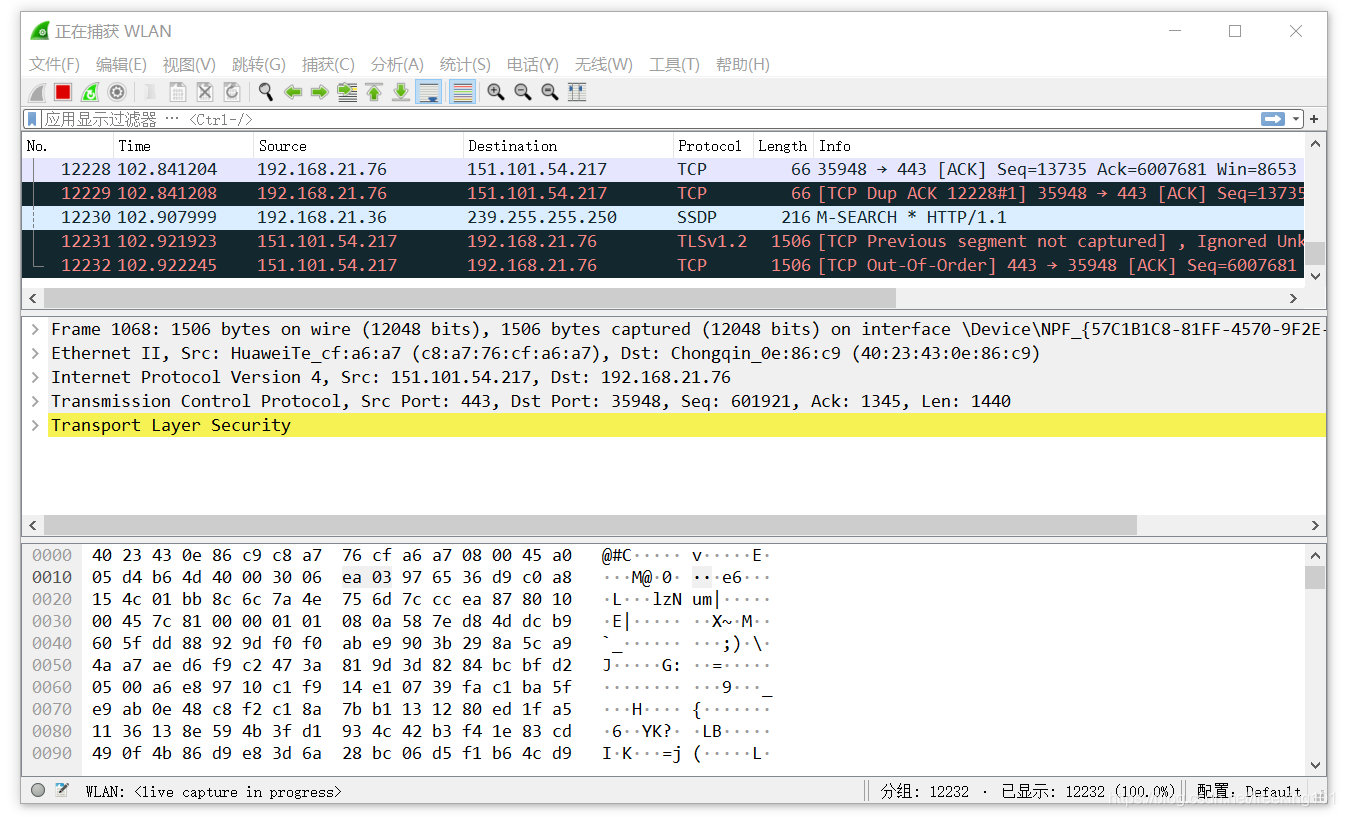 正在捕获 WLAN
文件(F) 编辑(E) 视图(V) 跳转(G) 捕获(C) 分析(A) 统计(S) 电话(Y) 无线(W) 工具(T) 帮助(H)
应用显示过滤器 … <Ctrl-/>
No. Time Source Destination Protocol Length Info
12228 102.841204 192.168.21.76 151.101.54.217 TCP 66 35948 → 443 [ACK] Seq=13735 Ack=6007681 Win=8653
12229 102.841208 192.168.21.76 151.101.54.217 TCP 66 [TCP Dup ACK 12228#1] 35948 → 443 [ACK] Seq=13735
12230 102.907999 192.168.21.36 239.255.255.250 SSDP 216 M-SEARCH * HTTP/1.1
12231 102.921923 151.101.54.217 192.168.21.76 TLSv1.2 1506 [TCP Previous segment not captured] , Ignored Unk
12232 102.922245 151.101.54.217 192.168.21.76 TCP 1506 [TCP Out-Of-Order] 443 → 35948 [ACK] Seq=6007681
Frame 1068: 1506 bytes on wire (12048 bits), 1506 bytes captured (12048 bits) on interface \Device\NPF_{57C1B1C8-81FF-4570-9F2E-
Ethernet II, Src: HuaweiTe_cf:a6:a7 (c8:a7:76:cf:a6:a7), Dst: Chongqin_0e:86:c9 (40:23:43:0e:86:c9)
Internet Protocol Version 4, Src: 151.101.54.217, Dst: 192.168.21.76
Transmission Control Protocol, Src Port: 443, Dst Port: 35948, Seq: 601921, Ack: 1345, Len: 1440
Transport Layer Security
0000 40 23 43 0e 86 c9 c8 a7 76 cf a6 a7 08 00 45 a0 @#C····· v·····E·
0010 05 d4 b6 4d 40 00 30 06 ea 03 97 65 36 d9 c0 a8 ···M@·0· ···e6···
0020 15 4c 01 bb 8c 6c 7a 4e 75 6d 7c cc ea 87 80 10 ·L···lzN um|·····
0030 00 45 7c 81 00 00 01 01 08 0a 58 7e d8 4d dc b9 ·E|····· ··X~·M··
0040 60 5f dd 88 92 9d f0 f0 ab e9 90 3b 29 8a 5c a9 `_······ ···;)·\·
0050 4a a7 ae d6 f9 c2 47 3a 81 9d 3d 82 84 bc bf d2 J·····G: ··=·····
0060 05 00 a6 e8 97 10 c1 f9 14 e1 07 39 fa c1 ba 5f ········ ···9···_
0070 e9 ab 0e 48 c8 f2 c1 8a 7b b1 13 12 80 ed 1f a5 ···H···· {·······
0080 11 36 13 8e 59 4b 3f d1 93 4c 42 b3 f4 1e 83 cd ·6··YK?· ·LB·····
0090 49 0f 4b 86 d9 e8 3d 6a 28 bc 06 d5 f1 b6 4c d9 I·K···=j (·····L·
WLAN: <live capture in progress> 分组: 12232 · 已显示: 12232 (100.0%) 配置: Default